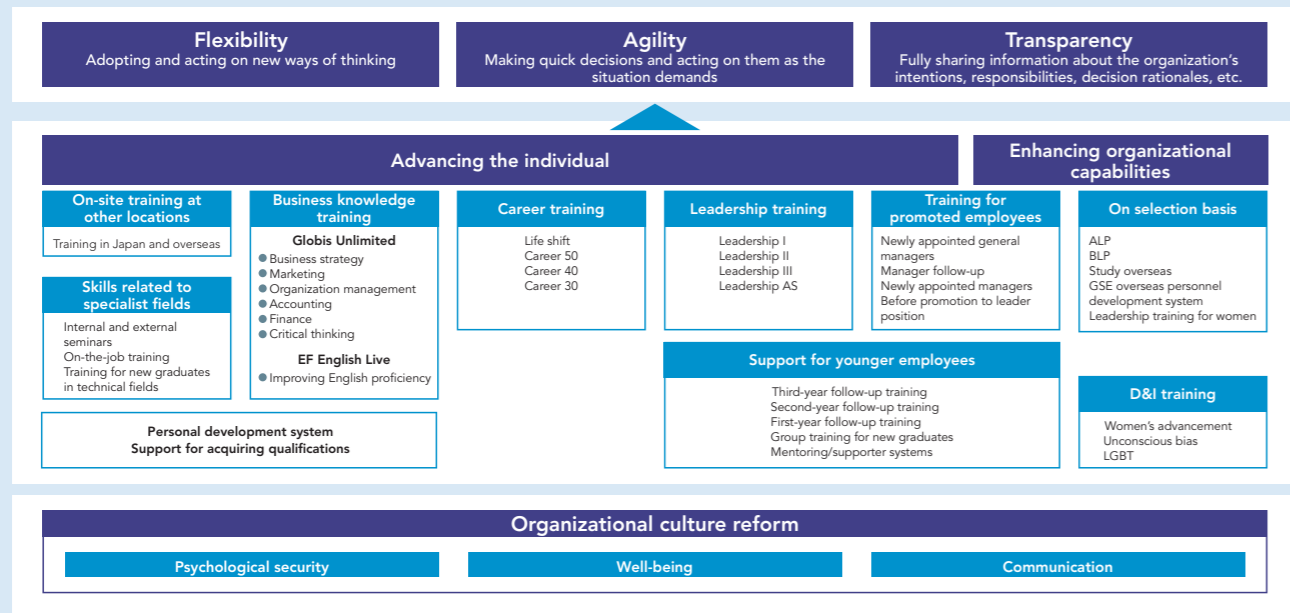 Flexibility
Adopting and acting on new ways of thinking
Agility
Making quick decisions and acting on them as the
situation demands
Transparency
Fully sharing information about the organization's
intentions, responsibilities, decision rationales, etc.
Advancing the individual
Enhancing organizational
capabilities
On-site training at
other locations
Training in Japan and overseas
Skills related to
specialist fields
Internal and external
seminars
On-the-job training
Training for new graduates
in technical fields
Business knowledge
training
Globis Unlimited
● Business strategy
● Marketing
● Organization management
● Accounting
● Finance
● Critical thinking
EF English Live
● Improving English proficiency
Personal development system
Support for acquiring qualifications
Career training
Life shift
Career 50
Career 40
Career 30
Leadership training
Leadership I
Leadership II
Leadership III
Leadership AS
Training for
promoted employees
Newly appointed general
managers
Manager follow-up
Newly appointed managers
Before promotion to leader
position
Support for younger employees
Third-year follow-up training
Second-year follow-up training
First-year follow-up training
Group training for new graduates
Mentoring/supporter systems
On selection basis
ALP
BLP
Study overseas
GSE overseas personnel
development system
Leadership training for women
D&I training
Women's advancement
Unconscious bias
LGBT
Organizational culture reform
Psychological security
Well-being
Communication